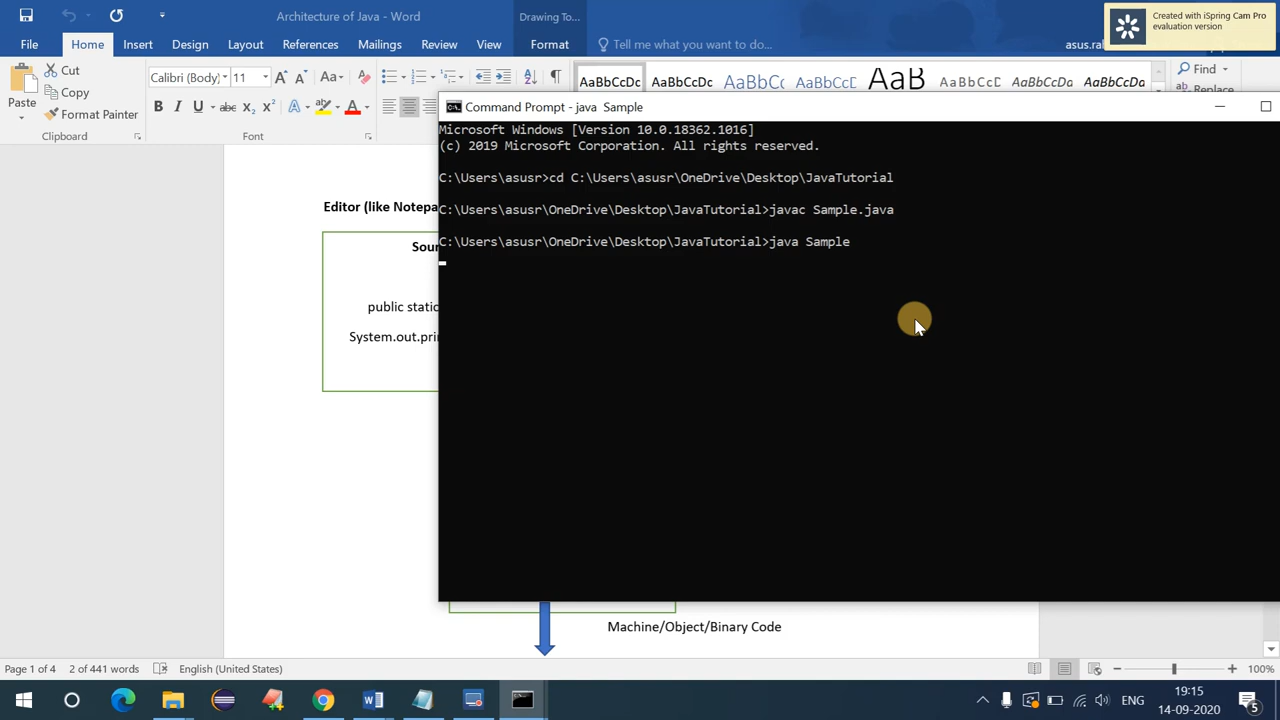 Architecture of Java - Word
Drawing To...
Created with iSpring Cam Pro
evaluation version
File Home Insert Design Layout References Mailings Review View Format Tell me what you want to do...
Cut
Copy
Format Painter
Paste
Calibri (Body) 11
AaBbCcDc AaBbCcDc AaBbCc AaBbCcC AaB AaBbCcC AaBbCcDc AaBbCcDc
Find
Replace
Clipboard
Font
Command Prompt - java Sample
Microsoft Windows [Version 10.0.18362.1016]
(c) 2019 Microsoft Corporation. All rights reserved.
C:\Users\asusr>cd C:\Users\asusr\OneDrive\Desktop\JavaTutorial
C:\Users\asusr\OneDrive\Desktop\JavaTutorial>javac Sample.java
C:\Users\asusr\OneDrive\Desktop\JavaTutorial>java Sample
Editor (like Notepa
Sour
public static
System.out.pri
Machine/Object/Binary Code
Page 1 of 4 2 of 441 words English (United States)
100%
ENG
19:15
14-09-2020
5